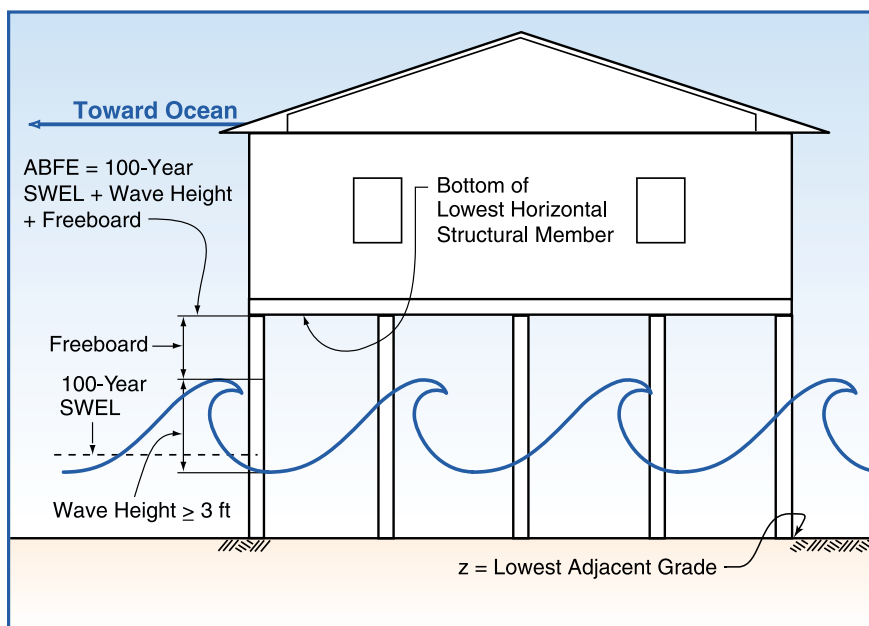 Toward Ocean
ABFE = 100-Year
SWEL + Wave Height
+ Freeboard
Bottom of
Lowest Horizontal
Structural Member
Freeboard
100-Year
SWEL
Wave Height ≥ 3 ft
z = Lowest Adjacent Grade